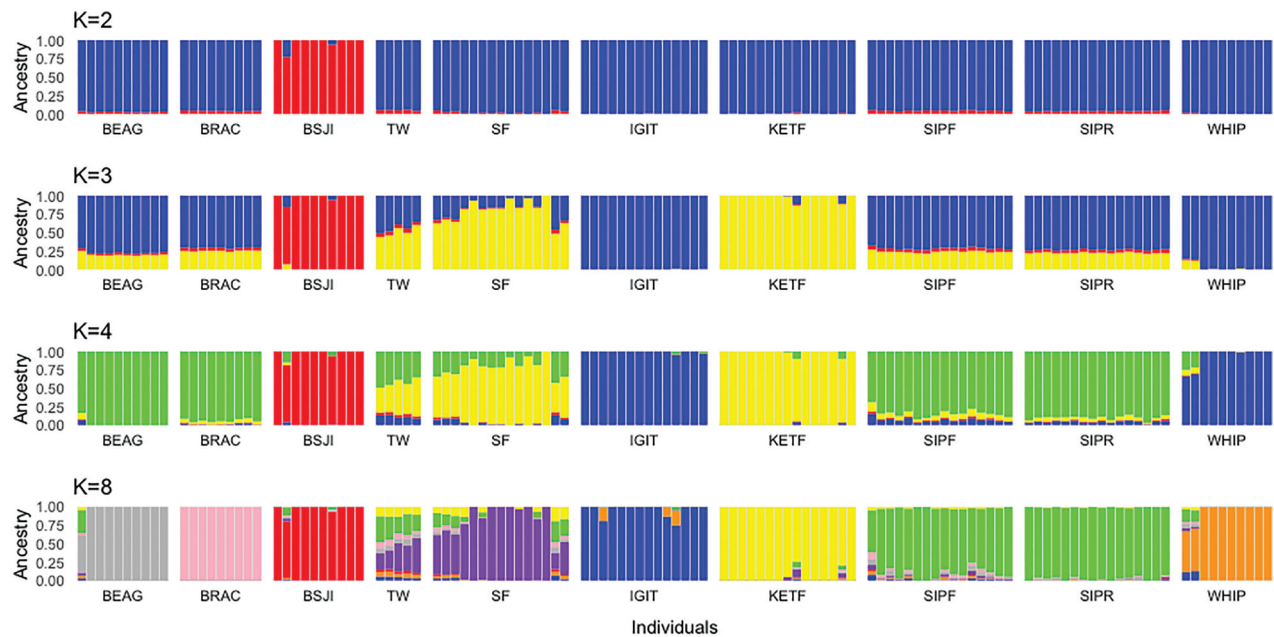 K=2
Ancestry
1.00
0.75
0.50
0.25
0.00
BEAG BRAC BSJI TW SF IGIT KETF SIPF SIPR WHIP
K=3
Ancestry
1.00
0.75
0.50
0.25
0.00
BEAG BRAC BSJI TW SF IGIT KETF SIPF SIPR WHIP
K=4
Ancestry
1.00
0.75
0.50
0.25
0.00
BEAG BRAC BSJI TW SF IGIT KETF SIPF SIPR WHIP
K=8
Ancestry
1.00
0.75
0.50
0.25
0.00
BEAG BRAC BSJI TW SF IGIT KETF SIPF SIPR WHIP
Individuals